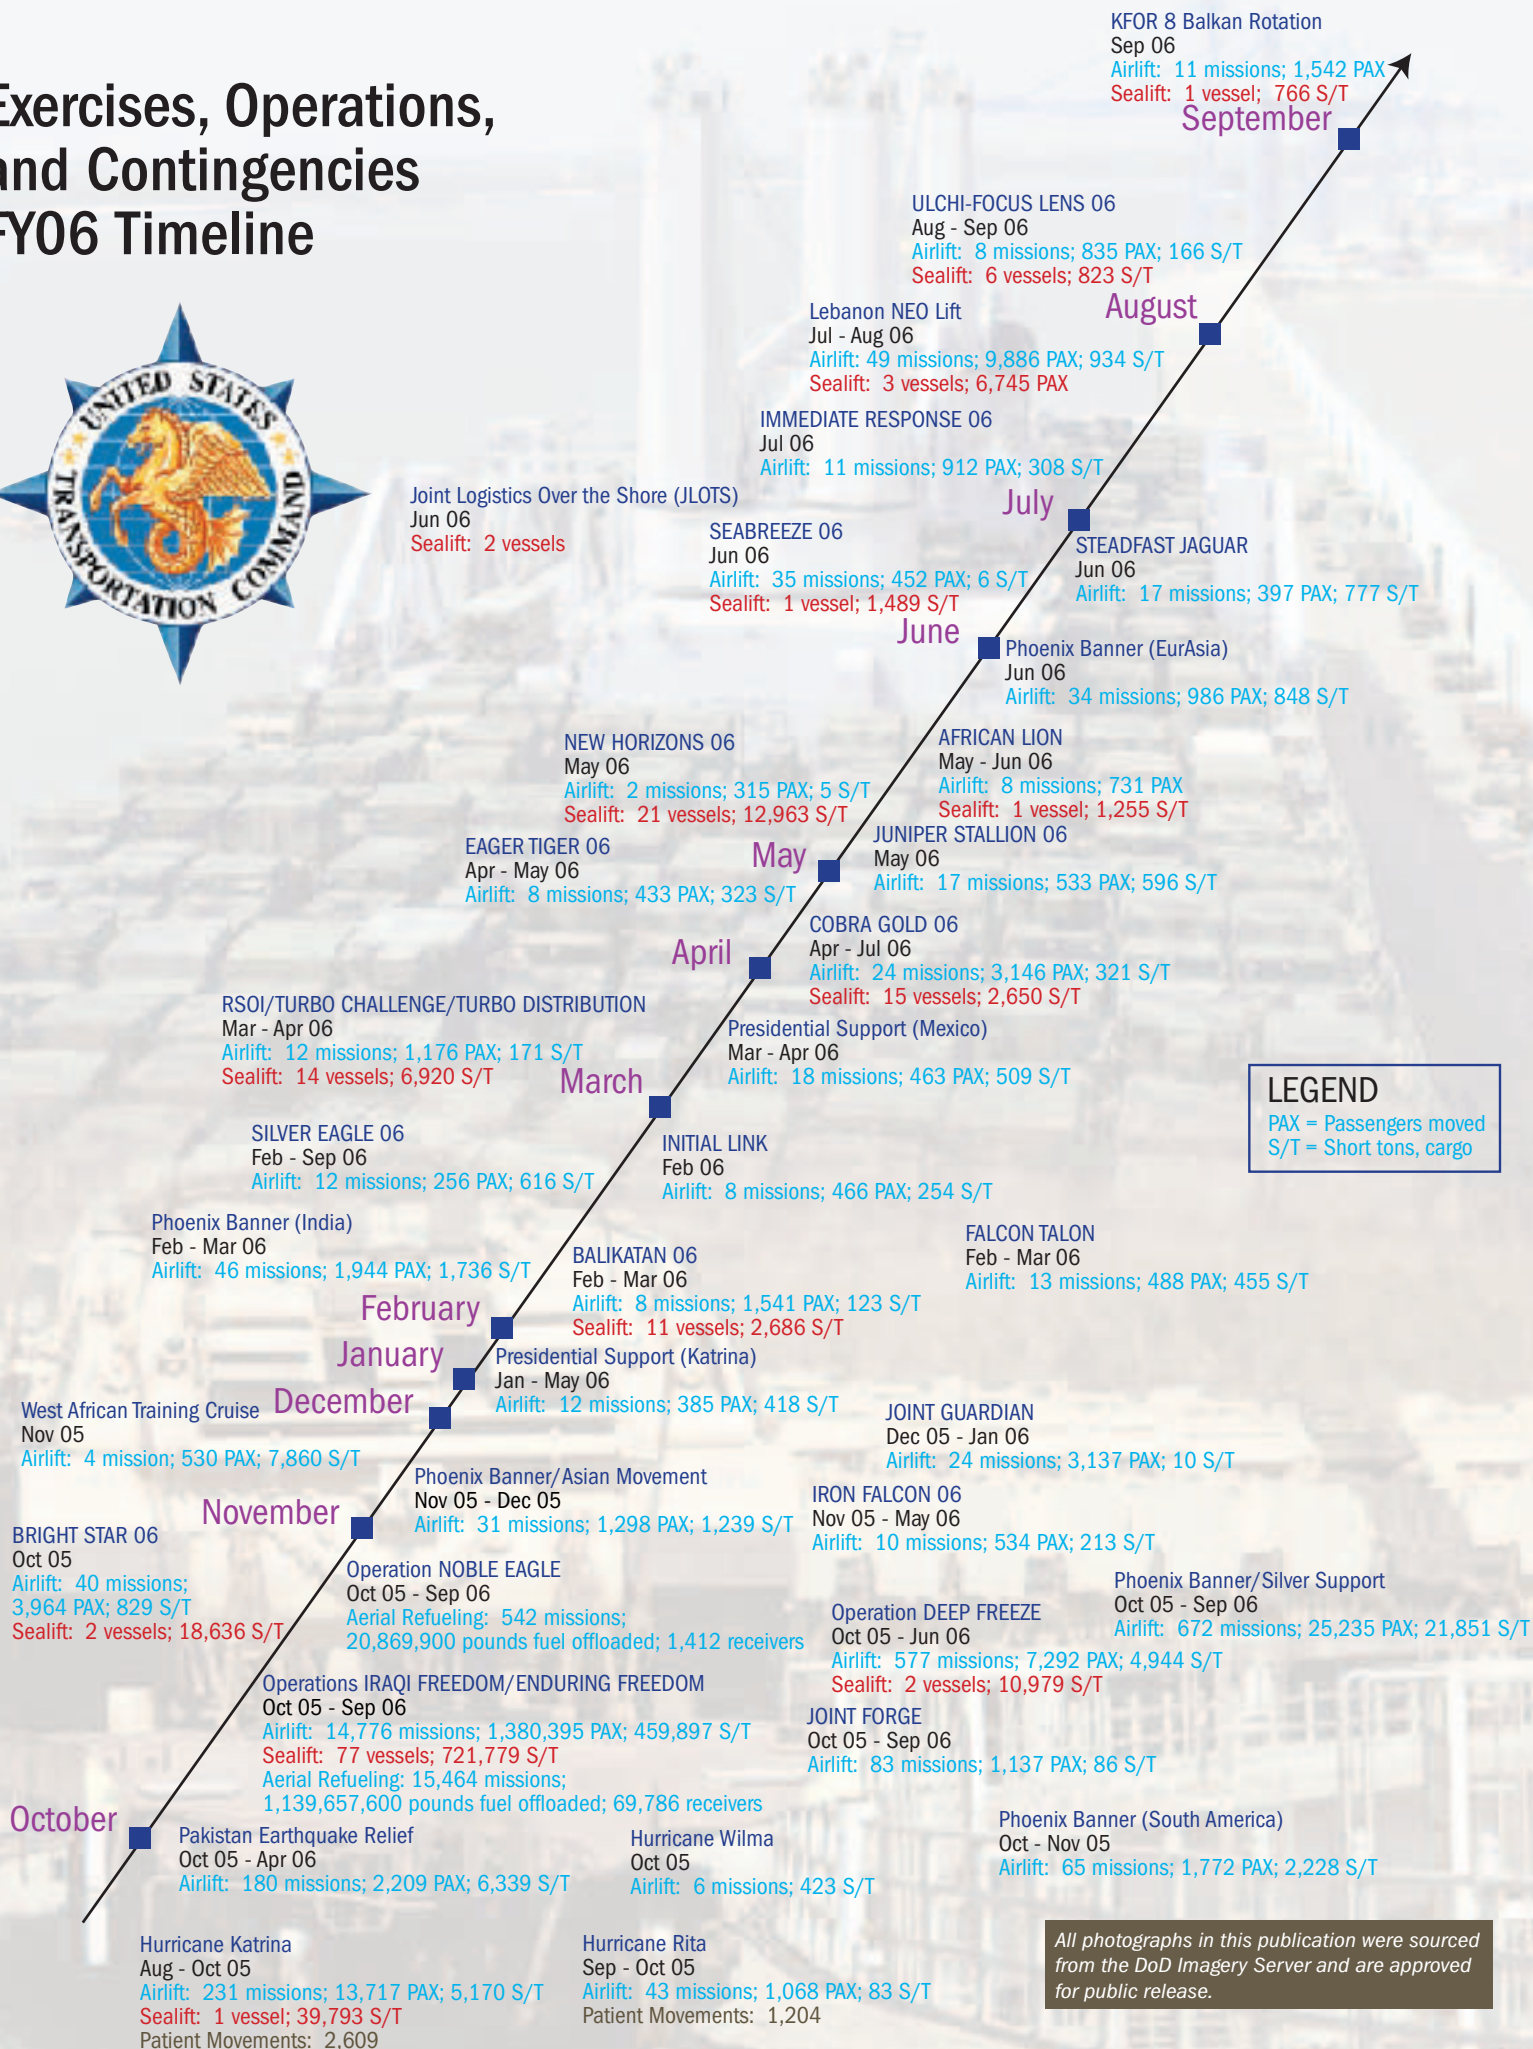 Exercises, Operations,
and Contingencies
FY06 Timeline
UNITED STATES
TRANSPORTATION COMMAND
KFOR 8 Balkan Rotation
Sep 06
Airlift: 11 missions; 1,542 PAX
Sealift: 1 vessel; 766 S/T
September
ULCHI-FOCUS LENS 06
Aug - Sep 06
Airlift: 8 missions; 835 PAX; 166 S/T
Sealift: 6 vessels; 823 S/T
August
Lebanon NEO Lift
Jul - Aug 06
Airlift: 49 missions; 9,886 PAX; 934 S/T
Sealift: 3 vessels; 6,745 PAX
IMMEDIATE RESPONSE 06
Jul 06
Airlift: 11 missions; 912 PAX; 308 S/T
July
Joint Logistics Over the Shore (JLOTS)
Jun 06
Sealift: 2 vessels
SEABREEZE 06
Jun 06
Airlift: 35 missions; 452 PAX; 6 S/T
Sealift: 1 vessel; 1,489 S/T
STEADFAST JAGUAR
Jun 06
Airlift: 17 missions; 397 PAX; 777 S/T
June
Phoenix Banner (EurAsia)
Jun 06
Airlift: 34 missions; 986 PAX; 848 S/T
NEW HORIZONS 06
May 06
Airlift: 2 missions; 315 PAX; 5 S/T
Sealift: 21 vessels; 12,963 S/T
AFRICAN LION
May - Jun 06
Airlift: 8 missions; 731 PAX
Sealift: 1 vessel; 1,255 S/T
EAGER TIGER 06
Apr - May 06
Airlift: 8 missions; 433 PAX; 323 S/T
May
JUNIPER STALLION 06
May 06
Airlift: 17 missions; 533 PAX; 596 S/T
April
COBRA GOLD 06
Apr - Jul 06
Airlift: 24 missions; 3,146 PAX; 321 S/T
Sealift: 15 vessels; 2,650 S/T
RSOI/TURBO CHALLENGE/TURBO DISTRIBUTION
Mar - Apr 06
Airlift: 12 missions; 1,176 PAX; 171 S/T
Sealift: 14 vessels; 6,920 S/T
March
Presidential Support (Mexico)
Mar - Apr 06
Airlift: 18 missions; 463 PAX; 509 S/T
LEGEND
PAX = Passengers moved
S/T = Short tons, cargo
SILVER EAGLE 06
Feb - Sep 06
Airlift: 12 missions; 256 PAX; 616 S/T
INITIAL LINK
Feb 06
Airlift: 8 missions; 466 PAX; 254 S/T
Phoenix Banner (India)
Feb - Mar 06
Airlift: 46 missions; 1,944 PAX; 1,736 S/T
BALIKATAN 06
Feb - Mar 06
Airlift: 8 missions; 1,541 PAX; 123 S/T
Sealift: 11 vessels; 2,686 S/T
FALCON TALON
Feb - Mar 06
Airlift: 13 missions; 488 PAX; 455 S/T
February
January
Presidential Support (Katrina)
Jan - May 06
Airlift: 12 missions; 385 PAX; 418 S/T
December
West African Training Cruise
Nov 05
Airlift: 4 mission; 530 PAX; 7,860 S/T
JOINT GUARDIAN
Dec 05 - Jan 06
Airlift: 24 missions; 3,137 PAX; 10 S/T
Phoenix Banner/Asian Movement
Nov 05 - Dec 05
Airlift: 31 missions; 1,298 PAX; 1,239 S/T
IRON FALCON 06
Nov 05 - May 06
Airlift: 10 missions; 534 PAX; 213 S/T
November
BRIGHT STAR 06
Oct 05
Airlift: 40 missions;
3,964 PAX; 829 S/T
Sealift: 2 vessels; 18,636 S/T
Operation NOBLE EAGLE
Oct 05 - Sep 06
Aerial Refueling: 542 missions;
20,869,900 pounds fuel offloaded; 1,412 receivers
Phoenix Banner/Silver Support
Oct 05 - Sep 06
Airlift: 672 missions; 25,235 PAX; 21,851 S/T
Operation DEEP FREEZE
Oct 05 - Jun 06
Airlift: 577 missions; 7,292 PAX; 4,944 S/T
Sealift: 2 vessels; 10,979 S/T
Operations IRAQI FREEDOM/ENDURING FREEDOM
Oct 05 - Sep 06
Airlift: 14,776 missions; 1,380,395 PAX; 459,897 S/T
Sealift: 77 vessels; 721,779 S/T
Aerial Refueling: 15,464 missions;
1,139,657,600 pounds fuel offloaded; 69,786 receivers
JOINT FORGE
Oct 05 - Sep 06
Airlift: 83 missions; 1,137 PAX; 86 S/T
October
Pakistan Earthquake Relief
Oct 05 - Apr 06
Airlift: 180 missions; 2,209 PAX; 6,339 S/T
Hurricane Wilma
Oct 05
Airlift: 6 missions; 423 S/T
Phoenix Banner (South America)
Oct - Nov 05
Airlift: 65 missions; 1,772 PAX; 2,228 S/T
Hurricane Katrina
Aug - Oct 05
Airlift: 231 missions; 13,717 PAX; 5,170 S/T
Sealift: 1 vessel; 39,793 S/T
Patient Movements: 2,609
Hurricane Rita
Sep - Oct 05
Airlift: 43 missions; 1,068 PAX; 83 S/T
Patient Movements: 1,204
All photographs in this publication were sourced
from the DoD Imagery Server and are approved
for public release.